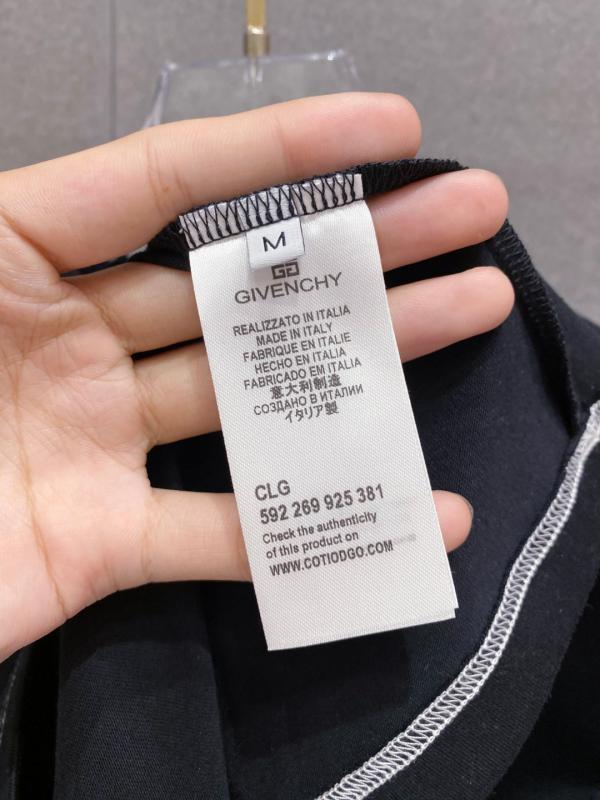 M
GIVENCHY
REALIZZATO IN ITALIA
MADE IN ITALY
FABRIQUE EN ITALIE
HECHO EN ITALIA
FABRICADO EM ITÁLIA
意大利制造
СОЗДАНО В ИТАЛИИ
イタリア製
CLG
592 269 925 381
Check the authenticity
of this product on
WWW.COTIODGO.COM